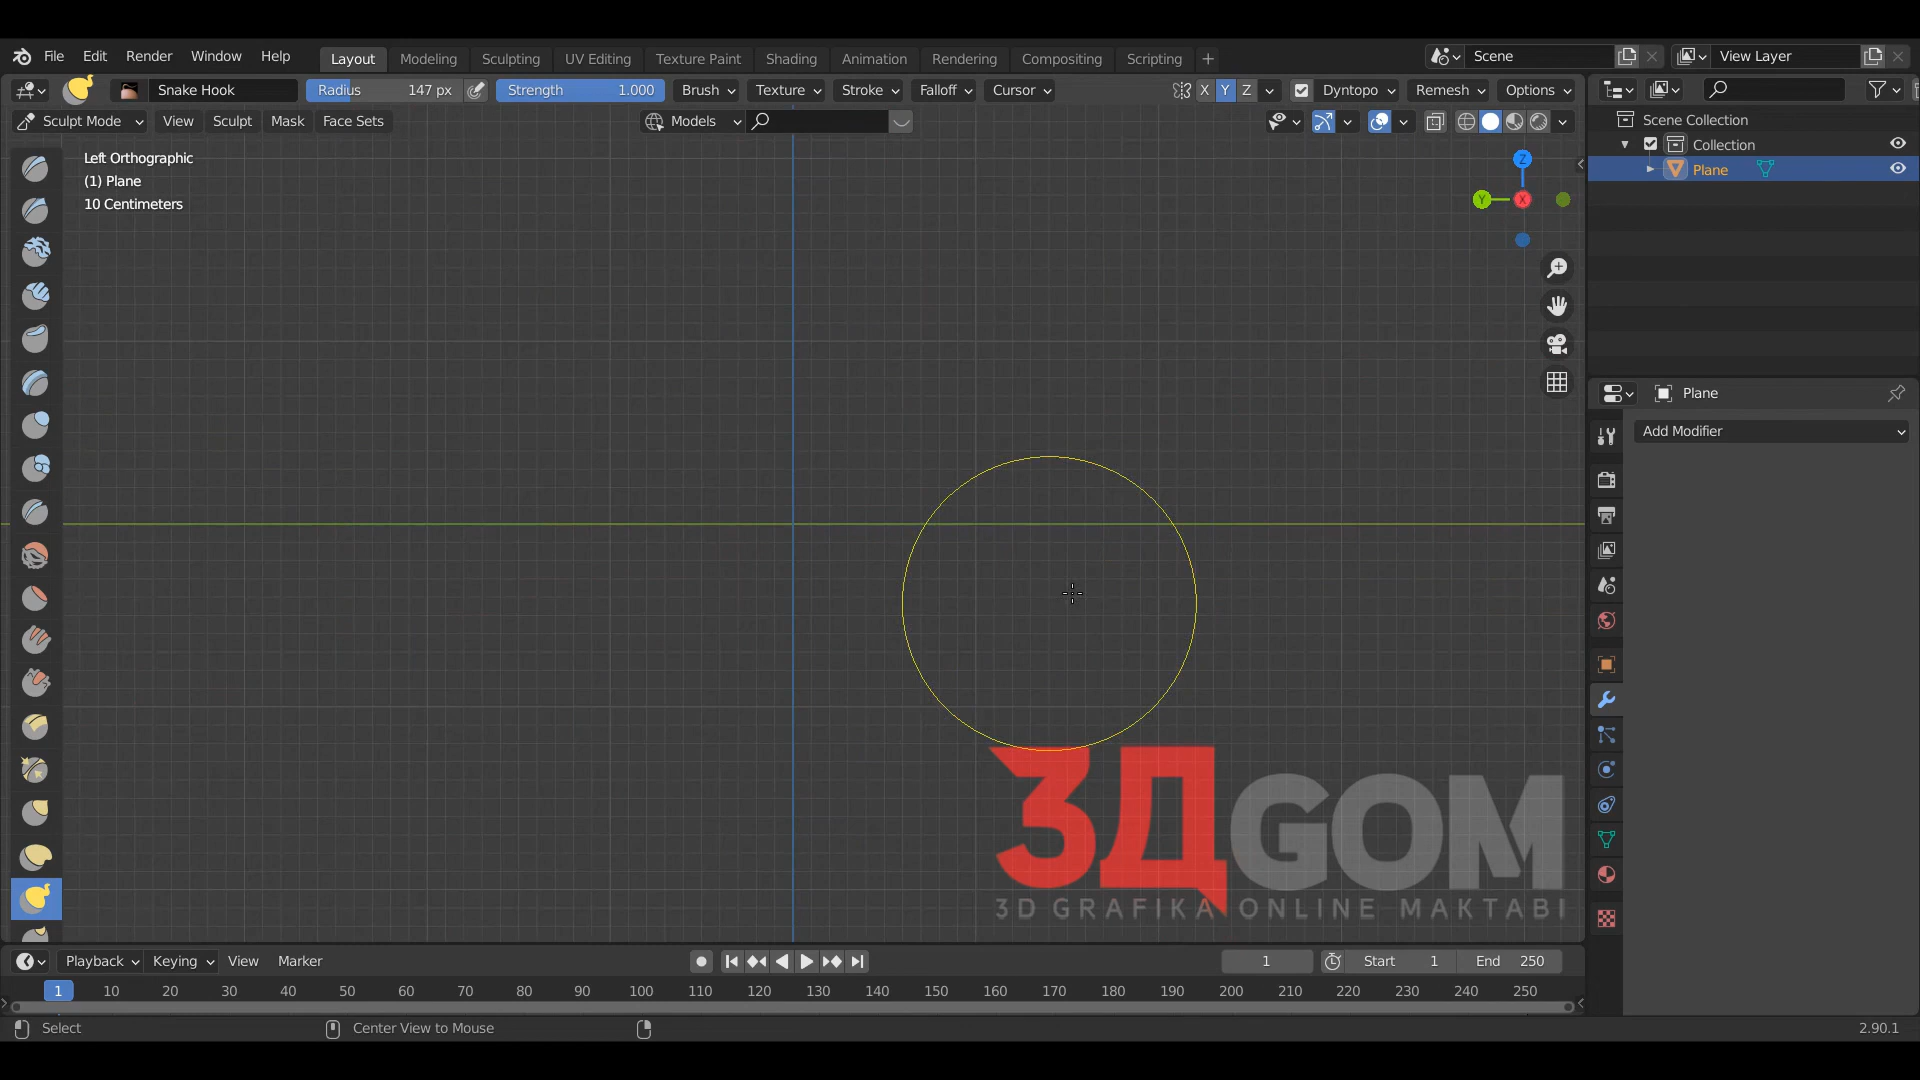 File Edit Render Window Help Layout Modeling Sculpting UV Editing Texture Paint Shading Animation Rendering Compositing Scripting + Scene View Layer
Snake Hook Radius 147 px Strength 1.000 Brush Texture Stroke Falloff Cursor X Y Z Dyntopo Remesh Options
Sculpt Mode View Sculpt Mask Face Sets Models
Scene Collection
Collection
Plane
Left Orthographic
(1) Plane
10 Centimeters
Z
Y X
Plane
Add Modifier
3ДGOM
3D GRAFIKA ONLINE MAKTABI
Playback Keying View Marker 1 Start 1 End 250
1 10 20 30 40 50 60 70 80 90 100 110 120 130 140 150 160 170 180 190 200 210 220 230 240 250
Select Center View to Mouse 2.90.1